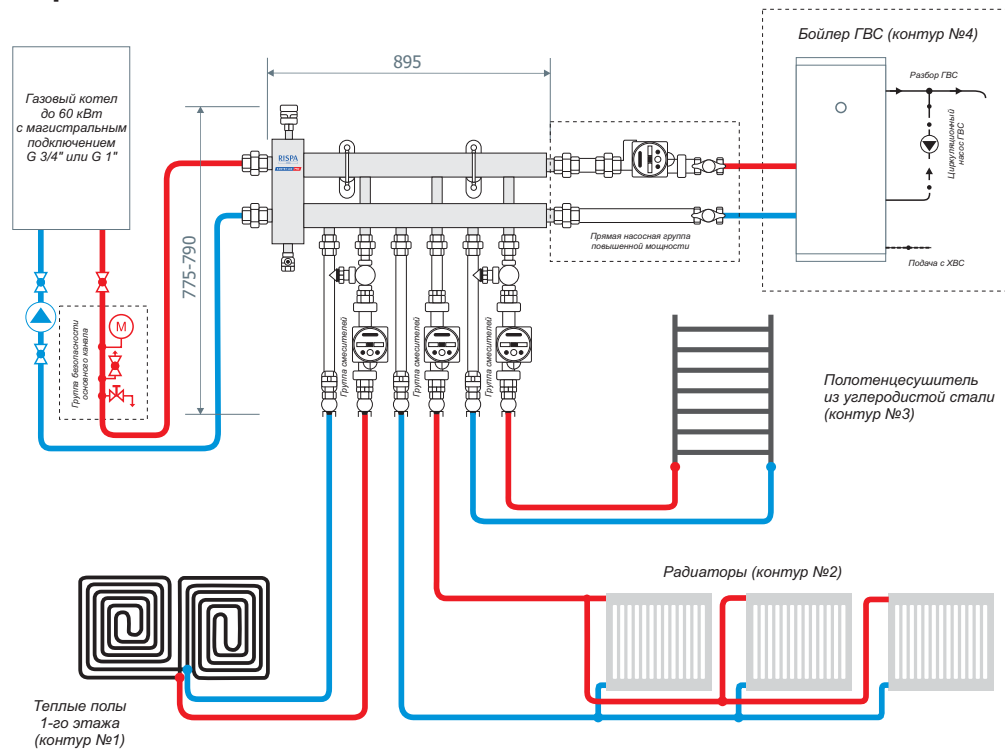 Бойлер ГВС (контур №4)
895
Разбор ГВС
Газовый котел
до 60 кВт
с магистральным
подключением
G 3/4" или G 1"
RISPA
Циркуляционный
насос ГВС
Прямая насосная группа
повышенной мощности
Подача с ХВС
775-790
M
Группа безопасности
основного канала
Группа смесителей
Группа смесителей
Группа смесителей
Полотенцесушитель
из углеродистой стали
(контур №3)
Радиаторы (контур №2)
Теплые полы
1-го этажа
(контур №1)